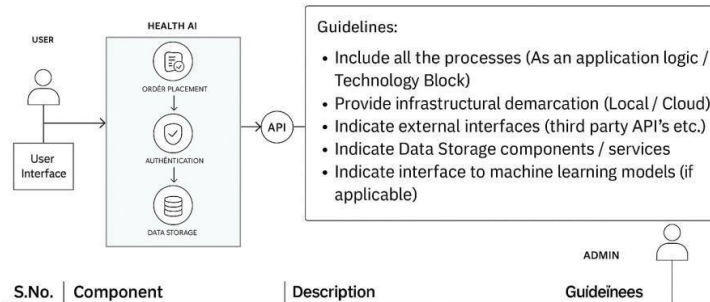 USER
HEALTH AI
ORDER PLACEMENT
AUTHENTICATION
DATA STORAGE
User
Interface
API
Guidelines:
• Include all the processes (As an application logic /
Technology Block)
• Provide infrastructural demarcation (Local / Cloud)
• Indicate external interfaces (third party API's etc.)
• Indicate Data Storage components / services
• Indicate interface to machine learning models (if
applicable)
ADMIN
S.No. Component Description Guídeïnees